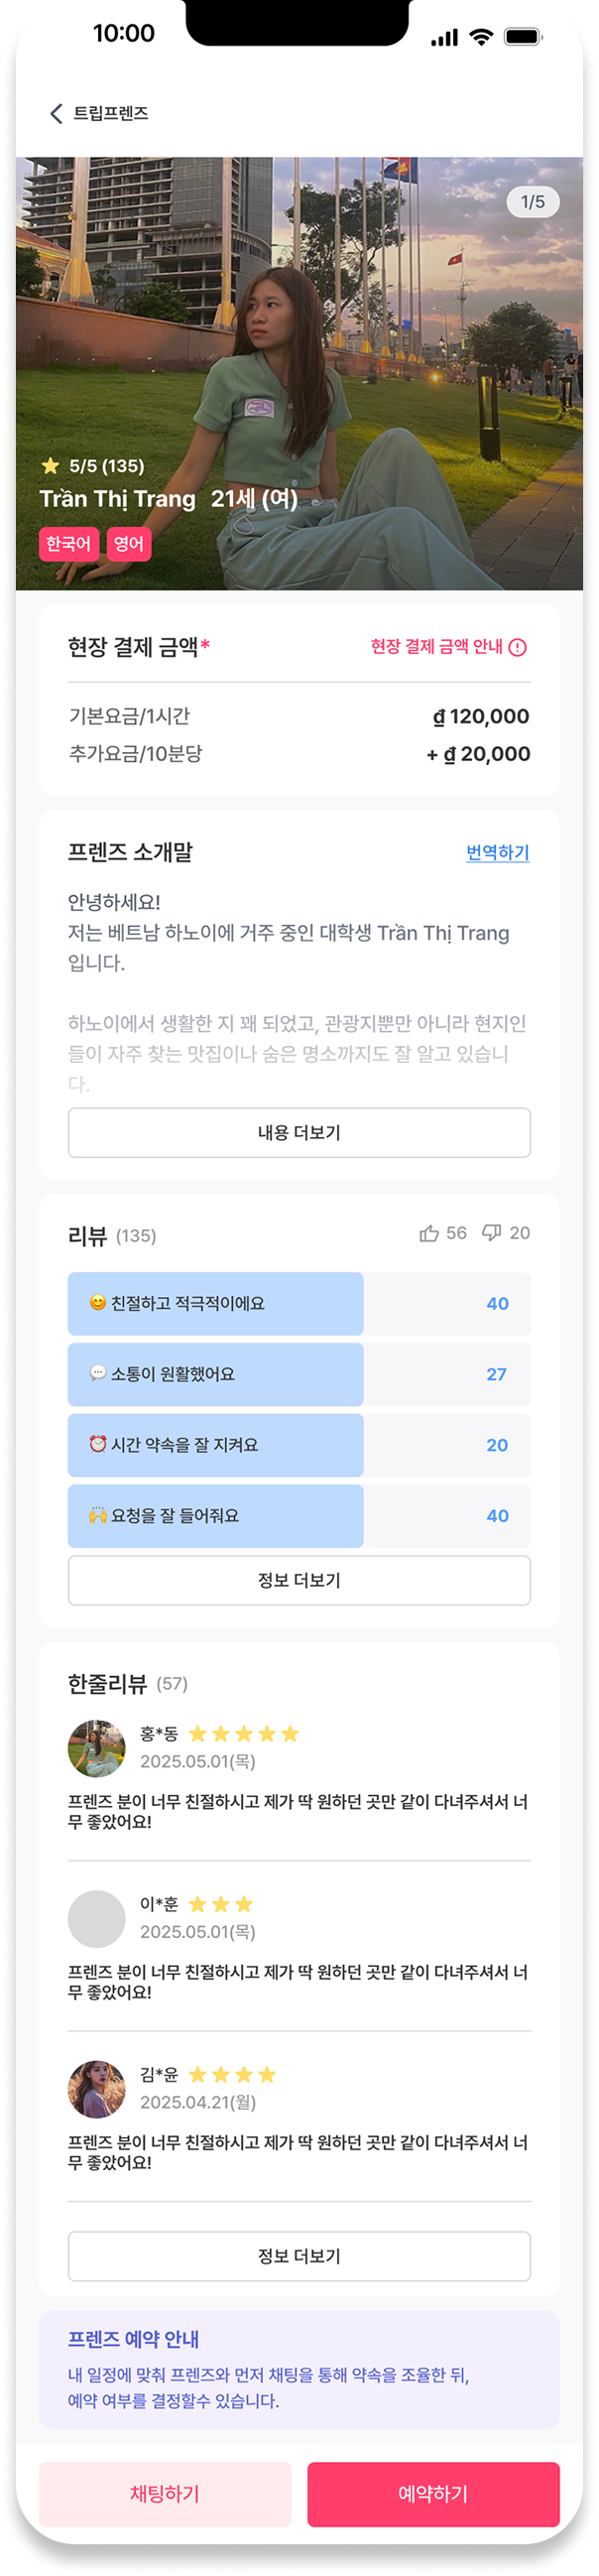 10:00
트립프렌즈
1/5
5/5 (135)
Trần Thị Trang 21세 (여)
한국어 영어
현장 결제 금액* 현장 결제 금액 안내
기본요금/1시간 ₫ 120,000
추가요금/10분당 + ₫ 20,000
프렌즈 소개말 번역하기
안녕하세요!
저는 베트남 하노이에 거주 중인 대학생 Trần Thị Trang
입니다.
하노이에서 생활한 지 꽤 되었고, 관광지뿐만 아니라 현지인
들이 자주 찾는 맛집이나 숨은 명소까지도 잘 알고 있습니
다.
내용 더보기
리뷰 (135) 56 20
😊 친절하고 적극적이에요 40
💬 소통이 원활했어요 27
⏰ 시간 약속을 잘 지켜요 20
🙌 요청을 잘 들어줘요 40
정보 더보기
한줄리뷰 (57)
홍*동
2025.05.01(목)
프렌즈 분이 너무 친절하시고 제가 딱 원하던 곳만 같이 다녀주셔서 너
무 좋았어요!
이*훈
2025.05.01(목)
프렌즈 분이 너무 친절하시고 제가 딱 원하던 곳만 같이 다녀주셔서 너
무 좋았어요!
김*윤
2025.04.21(월)
프렌즈 분이 너무 친절하시고 제가 딱 원하던 곳만 같이 다녀주셔서 너
무 좋았어요!
정보 더보기
프렌즈 예약 안내
내 일정에 맞춰 프렌즈와 먼저 채팅을 통해 약속을 조율한 뒤,
예약 여부를 결정할수 있습니다.
채팅하기 예약하기